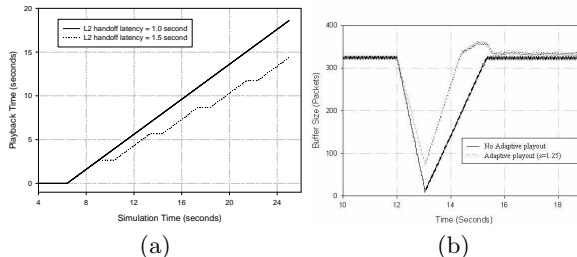 20
15
10
5
0
Playback Time (seconds)
L2 handoff latency = 1.0 second
L2 handoff latency = 1.5 second
4
8
12
16
20
24
Simulation Time (seconds)
(a)
400
300
200
100
0
Buffer Size (Packets)
No Adaptive playout
Adaptive playout (s=1.25)
10
12
14
16
18
Time (Seconds)
(b)